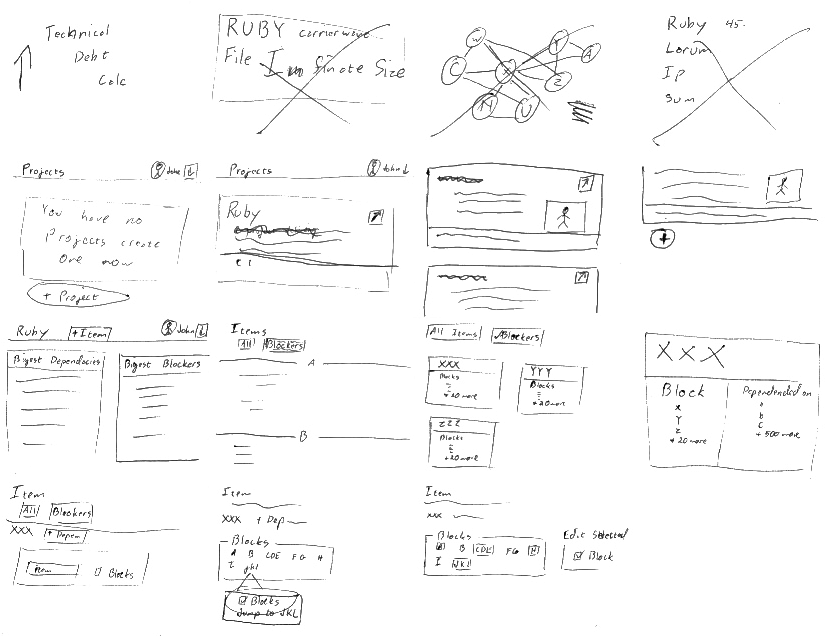 Technical
Debt
Calc
RUBY cornerwave
File Im finate Size
W
Y
A
C
X
Z
U
Ruby 45.
Lorum
Ip
Sum
Projects
John
You have no
Projects create
one now
+ Project
Projects
John
Ruby
+
Ruby
+Item
John
Bigest Dependacies
Bigest Blockers
Items
All
Blockers
A
B
All Items
Blockers
XXX
Blocks
+20 more
YYY
Blocks
+20 more
ZZZ
Blocks
+20 more
XXX
Block
X
Y
Z
+20 more
Dependended on
a
b
c
+500 more
Item
All
Blockers
XXX
+ Depen
Item
Blocks
Item
XXX + Dep
Blocks
A B CDE FG H
I jkl
Blocks
Jump to JKL
Item
XXX
Blocks
A B CDE FG H
I JKL
Edit Selected
Block